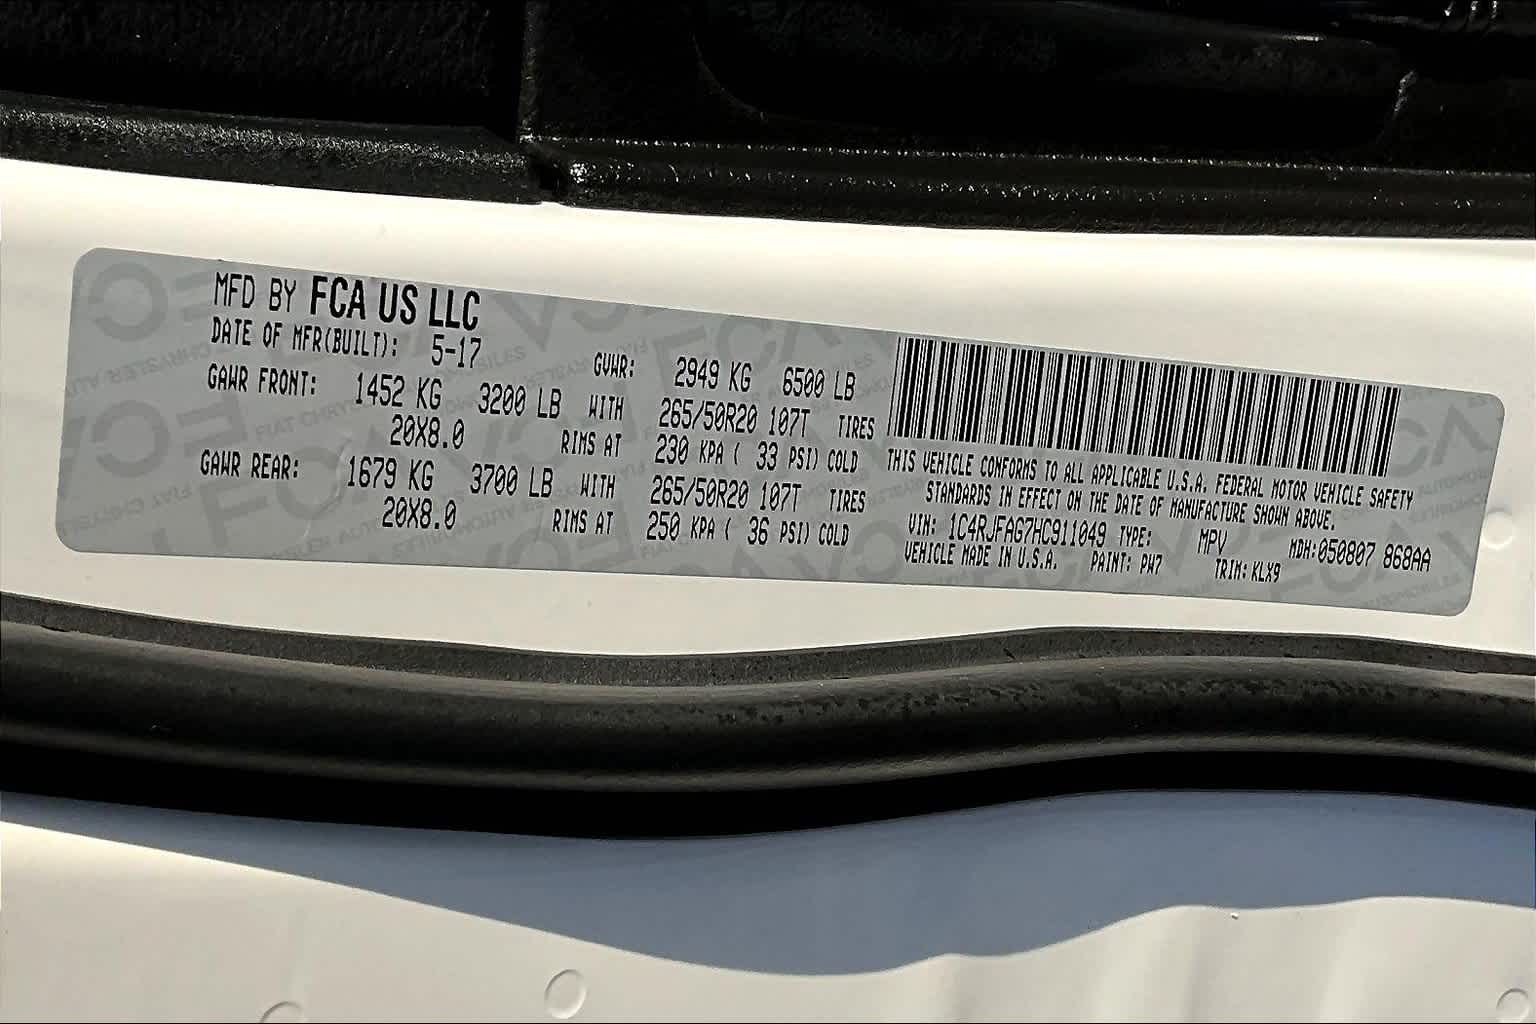 MFD BY FCA US LLC
DATE OF MFR(BUILT): 5-17
GVWR: 2949 KG 6500 LB
GAWR FRONT: 1452 KG 3200 LB WITH 265/50R20 107T TIRES
20X8.0 RIMS AT 230 KPA ( 33 PSI) COLD
GAWR REAR: 1679 KG 3700 LB WITH 265/50R20 107T TIRES
20X8.0 RIMS AT 250 KPA ( 36 PSI) COLD
THIS VEHICLE CONFORMS TO ALL APPLICABLE U.S.A. FEDERAL MOTOR VEHICLE SAFETY
STANDARDS IN EFFECT ON THE DATE OF MANUFACTURE SHOWN ABOVE.
VIN: 1C4RJFAG7HC911049 TYPE: MPV MDH:050807 868AA
VEHICLE MADE IN U.S.A. PAINT: PW7 TRIM: KLX9